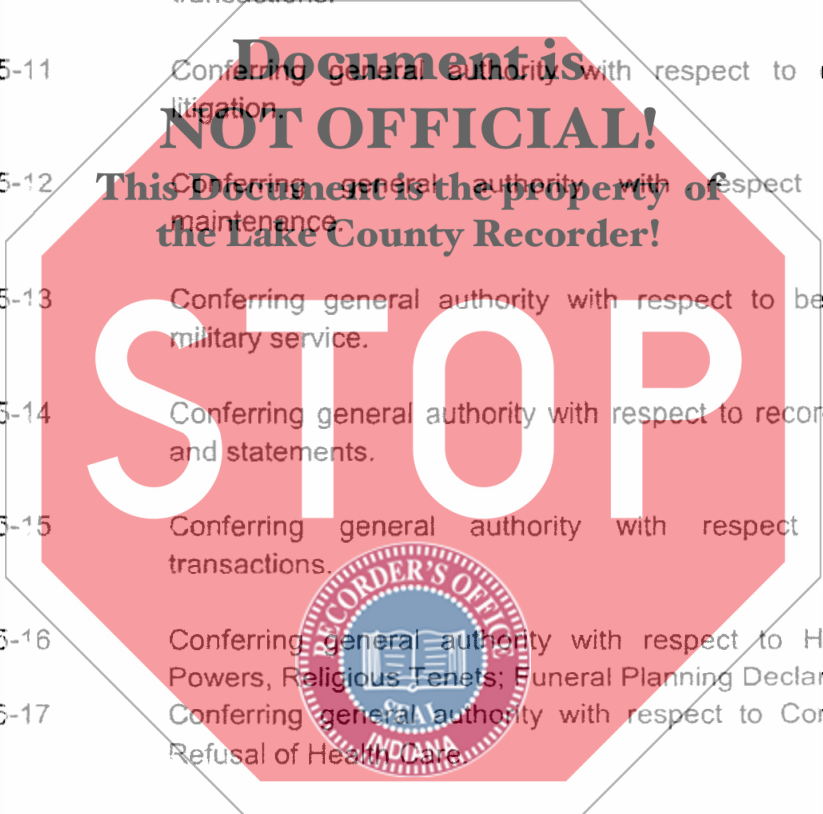 transactions.
5-11 Conferring general authority with respect to
litigation.
5-12 Conferring general authority with respect
maintenance.
5-13 Conferring general authority with respect to be
military service.
5-14 Conferring general authority with respect to recor
and statements.
5-15 Conferring general authority with respect
transactions.
5-16 Conferring general authority with respect to H
Powers, Religious Tenets; Funeral Planning Declar
5-17 Conferring general authority with respect to Con
Refusal of Health Care.
Document is
NOT OFFICIAL!
This Document is the property of
the Lake County Recorder!
STOP
RECORDER'S OFFICE
SEAL
INDIANA